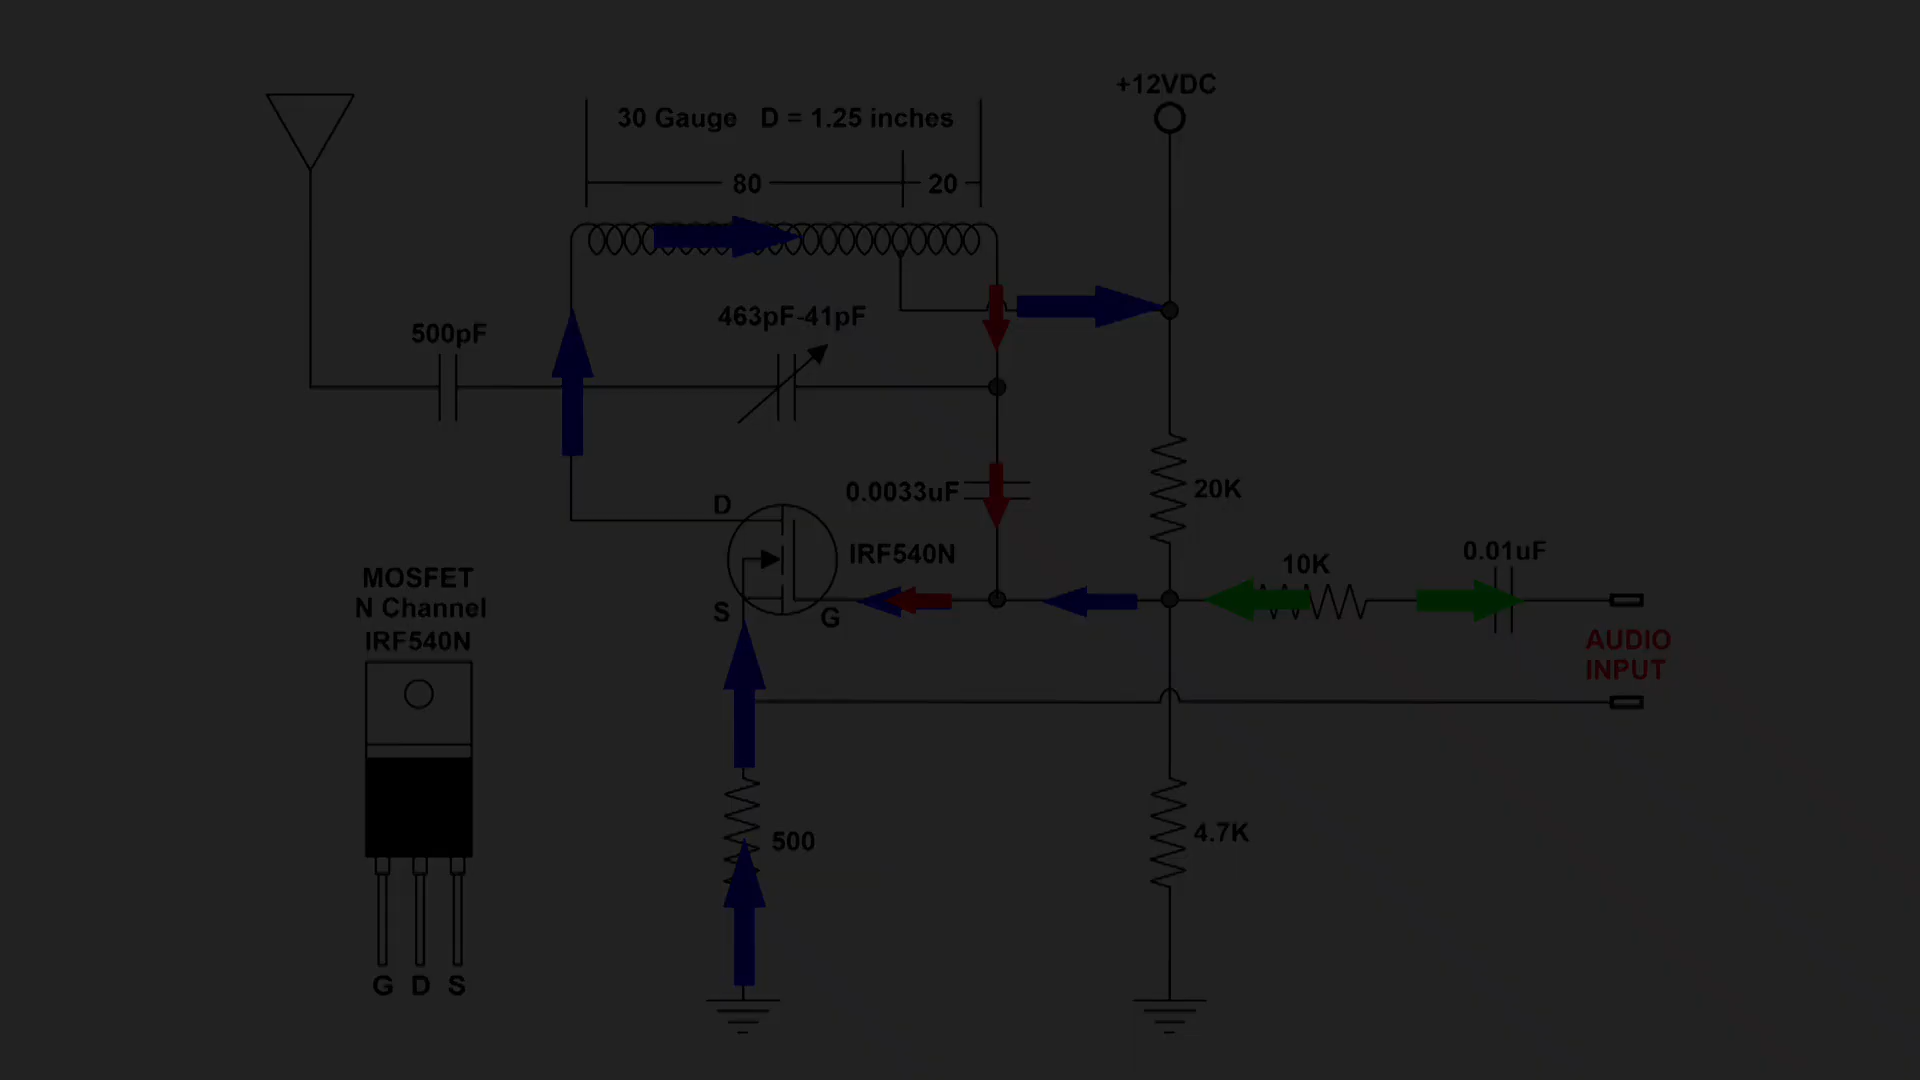 +12VDC
30 Gauge D = 1.25 inches
80
20
463pF-41pF
500pF
0.0033uF
20K
D
IRF540N
S
G
10K
0.01uF
MOSFET
N Channel
IRF540N
AUDIO
INPUT
500
4.7K
G D S